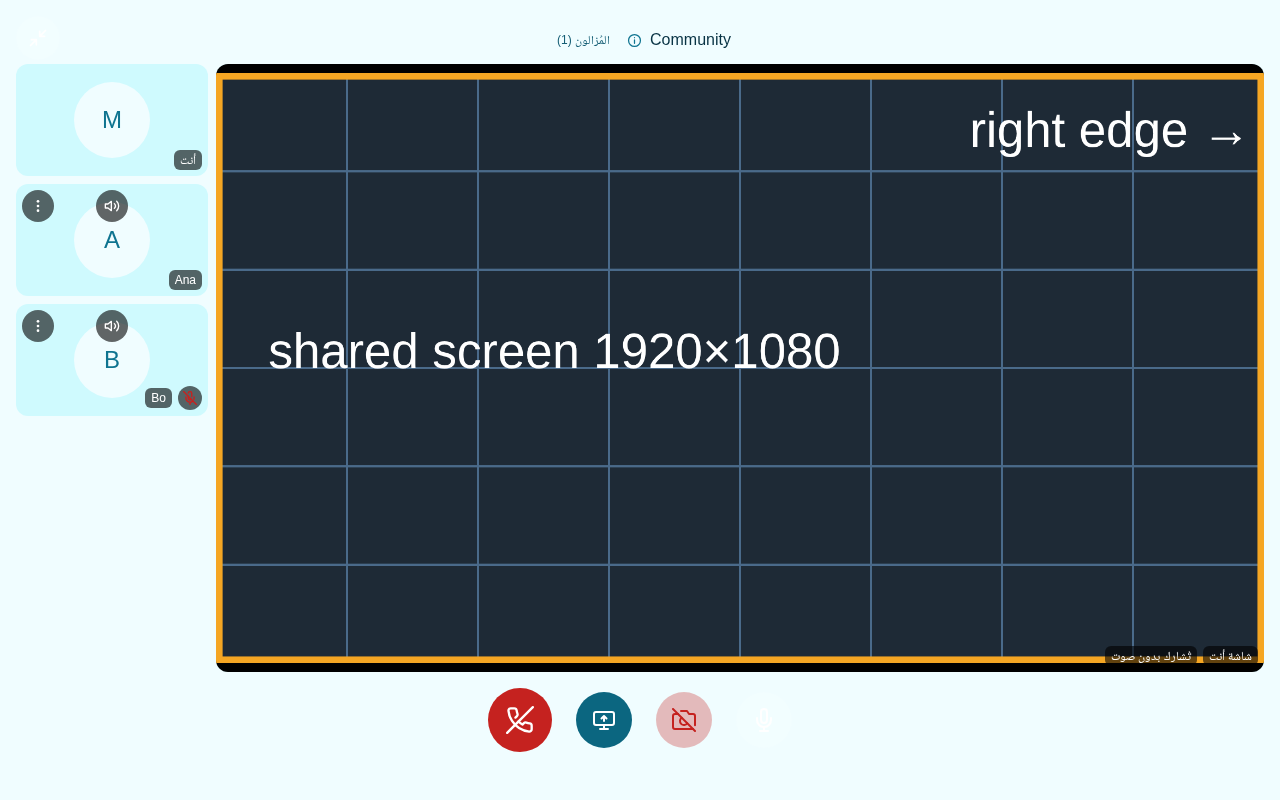 Community
المُزالون (1)
M
أنت
A
Ana
B
Bo
right edge →
shared screen 1920×1080
شاشة أنت
تُشارك بدون صوت